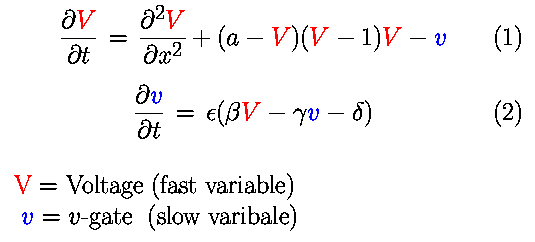 ∂V/∂t = ∂²V/∂x² + (a − V)(V − 1)V − v (1)
∂v/∂t = ϵ(βV − γv − δ) (2)
V = Voltage (fast variable)
v = v-gate (slow varibale)